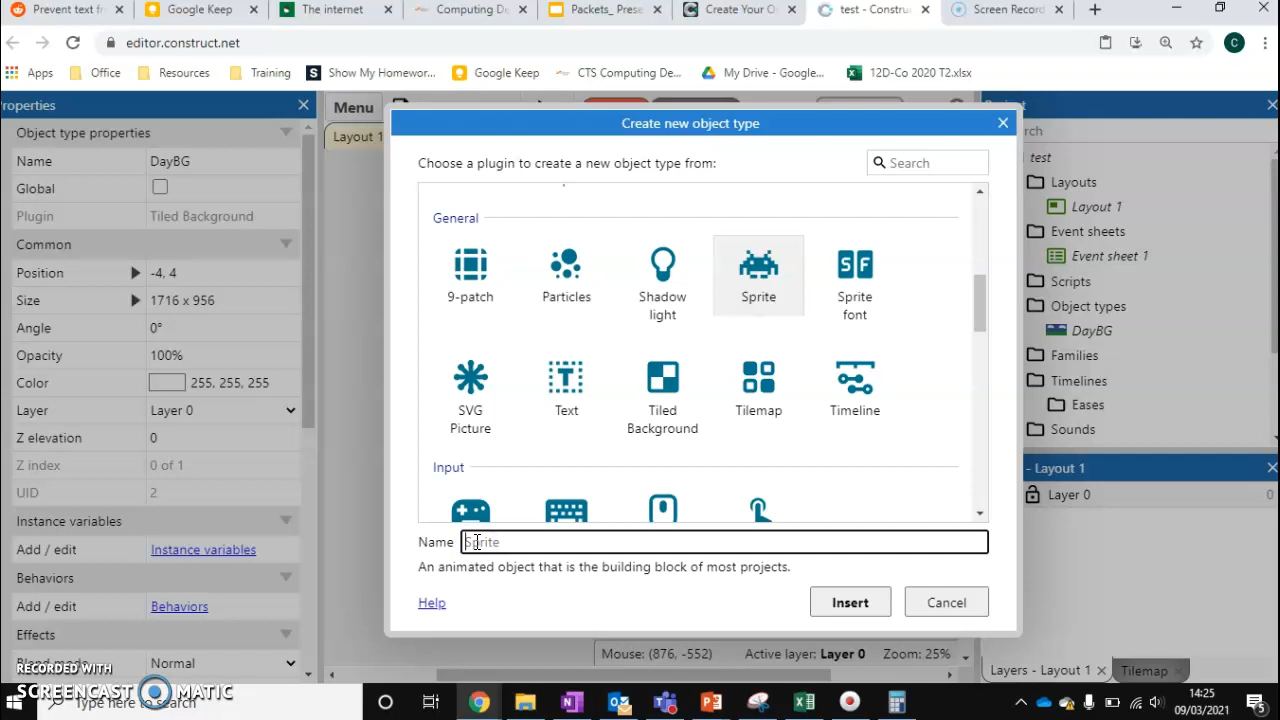 Prevent text f
Google Keep
The internet
Computing De
Packets_ Prese
Create Your O
test - Constru
Screen Record
editor.construct.net
C
Apps
Office
Resources
Training
S Show My Homewor...
Google Keep
CTS Computing De...
My Drive - Google...
12D-Co 2020 T2.xlsx
Properties
Object type properties
Name DayBG
Global
Plugin Tiled Background
Common
Position -4, 4
Size 1716 x 956
Angle 0°
Opacity 100%
Color 255, 255, 255
Layer Layer 0
Z elevation 0
Z index 0 of 1
UID 2
Instance variables
Add / edit Instance variables
Behaviors
Add / edit Behaviors
Effects
Normal
Menu
Layout 1
Create new object type
Choose a plugin to create a new object type from:
Search
General
9-patch
Particles
Shadow light
Sprite
SF
Sprite font
SVG Picture
T
Text
Tiled Background
Tilemap
Timeline
Input
Name Sprite
An animated object that is the building block of most projects.
Help
Insert
Cancel
Mouse: (876, -552) Active layer: Layer 0 Zoom: 25%
test
Layouts
Layout 1
Event sheets
Event sheet 1
Scripts
Object types
DayBG
Families
Timelines
Eases
Sounds
- Layout 1
Layer 0 0
Layers - Layout 1
Tilemap
RECORDED WITH
SCREENCAST MATIC
Type here to search
14:25
09/03/2021
5